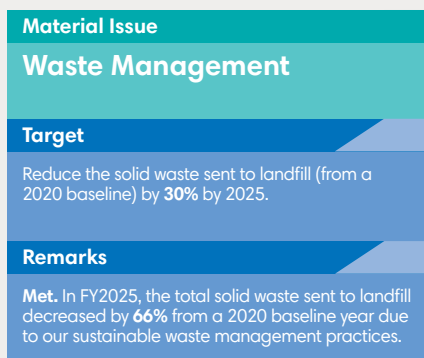 Material Issue
Waste Management
Target
Reduce the solid waste sent to landfill (from a
2020 baseline) by 30% by 2025.
Remarks
Met. In FY2025, the total solid waste sent to landfill
decreased by 66% from a 2020 baseline year due
to our sustainable waste management practices.